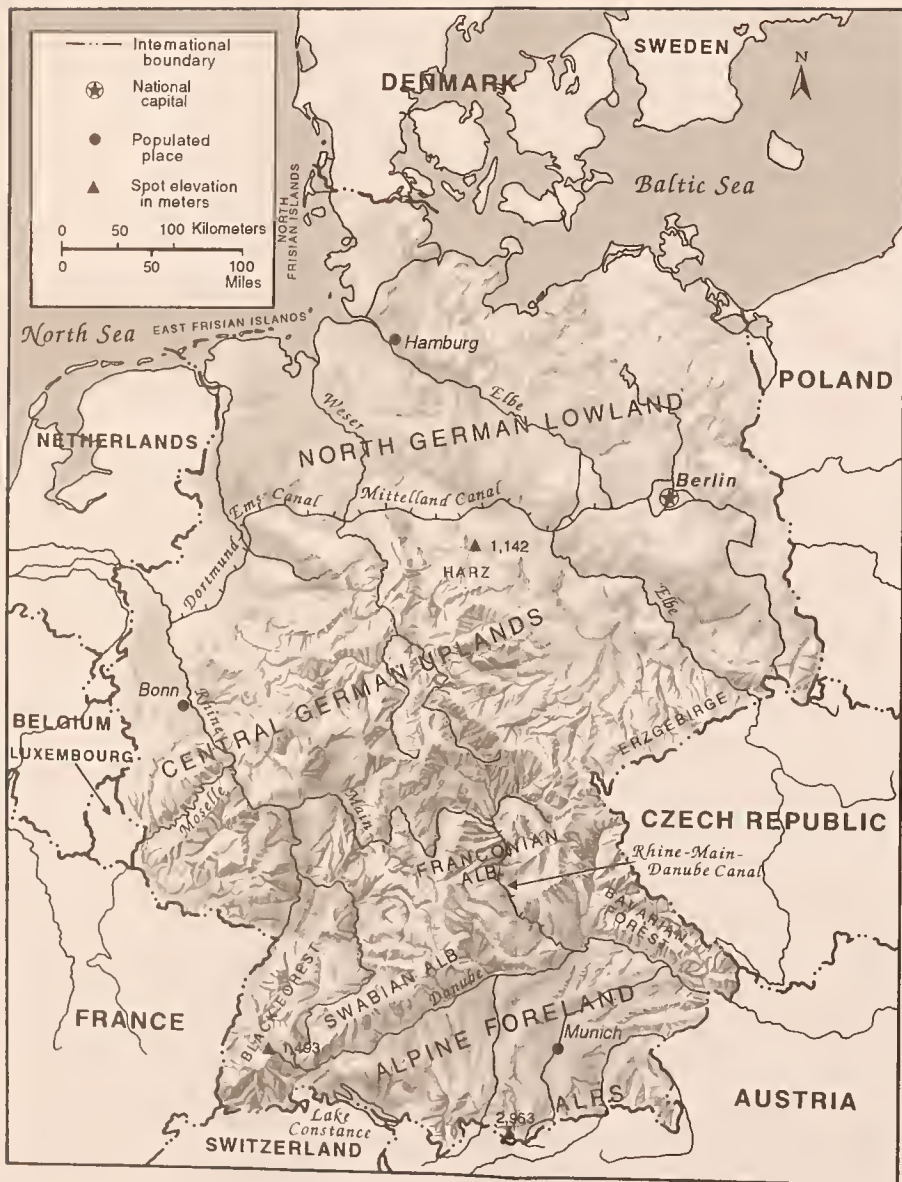 International
boundary
National
capital
Populated
place
Spot elevation
in meters
0 50 100 Kilometers
0 50 100
Miles
SWEDEN
DENMARK
N
Baltic Sea
NORTH
FRISIAN ISLANDS
North Sea
EAST FRISIAN ISLANDS
Hamburg
POLAND
Elbe
Weser
NORTH GERMAN LOWLAND
NETHERLANDS
Berlin
Dortmund Ems Canal
Mittelland Canal
1,142
HARZ
Elbe
CENTRAL GERMAN UPLANDS
Bonn
Rhine
ERZGEBIRGE
BELGIUM
LUXEMBOURG
Moselle
Main
CZECH REPUBLIC
FRANCONIAN
ALB
Rhine-Main-
Danube Canal
BAVARIAN
FOREST
BLACK FOREST
SWABIAN ALB
Danube
FRANCE
1,493
ALPINE FORELAND
Munich
ALPS
2,963
AUSTRIA
Lake
Constance
SWITZERLAND